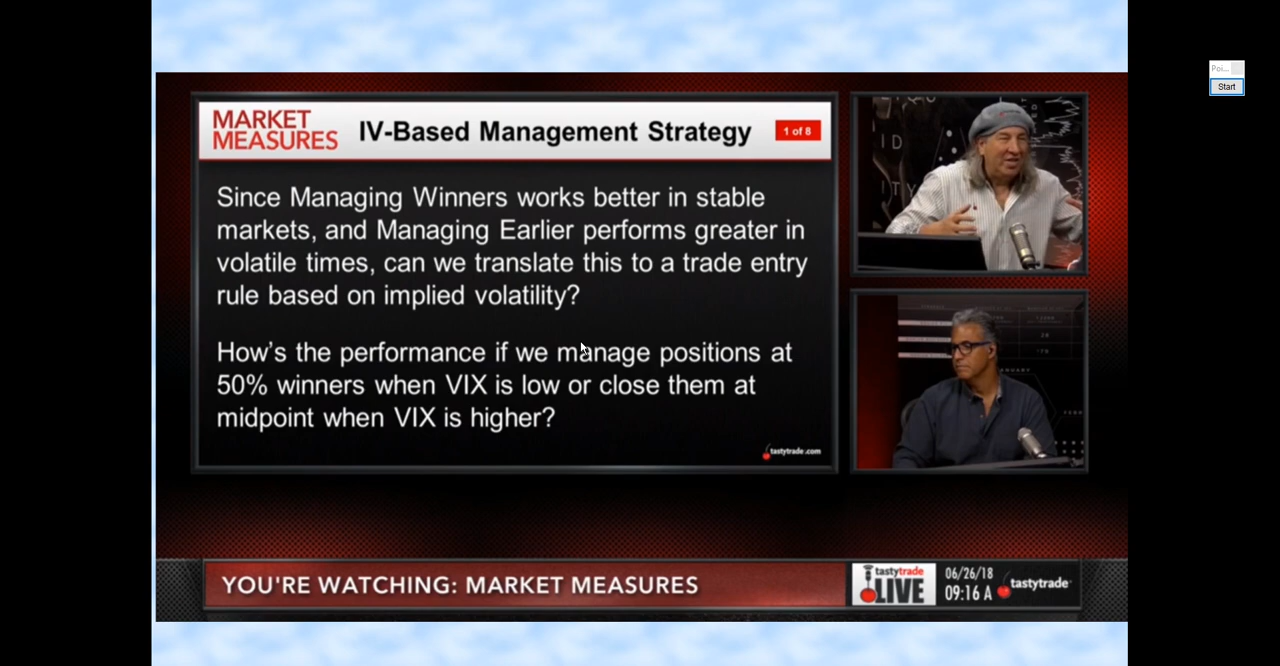 Poi...
Start
MARKET
MEASURES
IV-Based Management Strategy
1 of 8
Since Managing Winners works better in stable
markets, and Managing Earlier performs greater in
volatile times, can we translate this to a trade entry
rule based on implied volatility?
How's the performance if we manage positions at
50% winners when VIX is low or close them at
midpoint when VIX is higher?
tastytrade.com
ID
ITY
YOU'RE WATCHING: MARKET MEASURES
tastytrade
LIVE
06/26/18
09:16 A
tastytrade